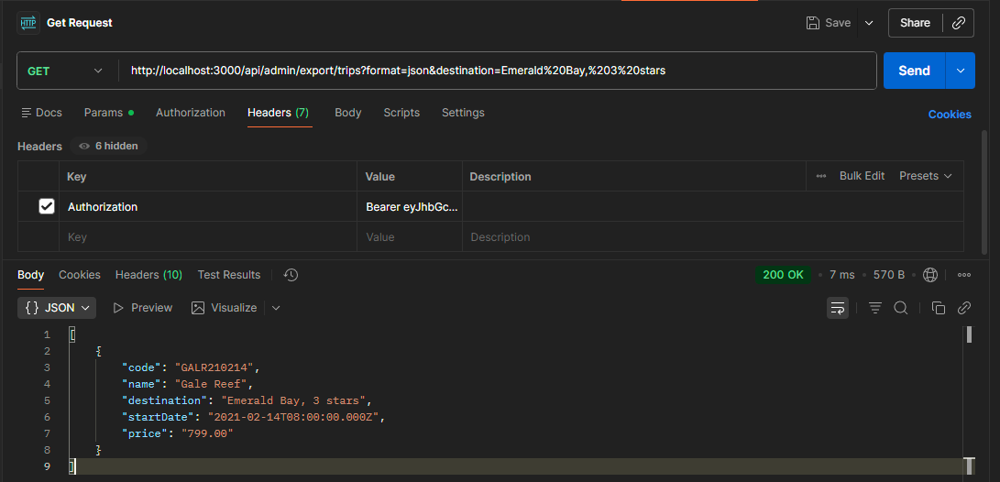 HTTP Get Request Save Share
GET http://localhost:3000/api/admin/export/trips?format=json&destination=Emerald%20Bay,%203%20stars Send
Docs Params Authorization Headers (7) Body Scripts Settings Cookies
Headers 6 hidden
Key Value Description Bulk Edit Presets
Authorization Bearer eyJhbGc...
Key Value Description
Body Cookies Headers (10) Test Results 200 OK • 7 ms • 570 B
{} JSON Preview Visualize
1 [
2 {
3 "code": "GALR210214",
4 "name": "Gale Reef",
5 "destination": "Emerald Bay, 3 stars",
6 "startDate": "2021-02-14T08:00:00.000Z",
7 "price": "799.00"
8 }
9 ]